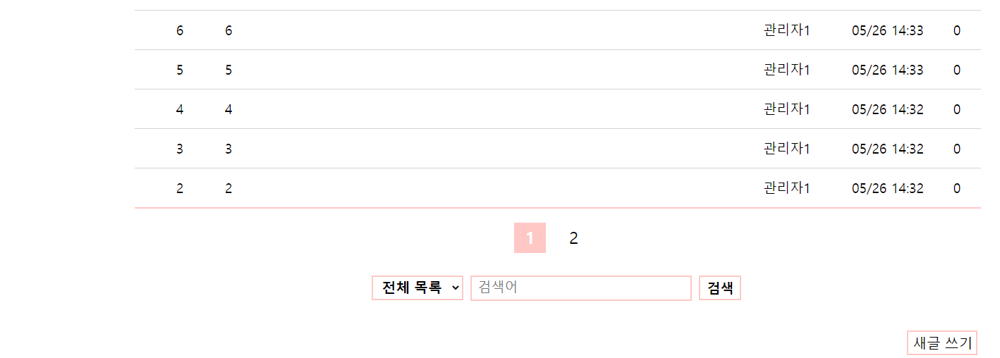 6 6 관리자1 05/26 14:33 0
5 5 관리자1 05/26 14:33 0
4 4 관리자1 05/26 14:32 0
3 3 관리자1 05/26 14:32 0
2 2 관리자1 05/26 14:32 0
1 2
전체 목록 검색어 검색
새글 쓰기